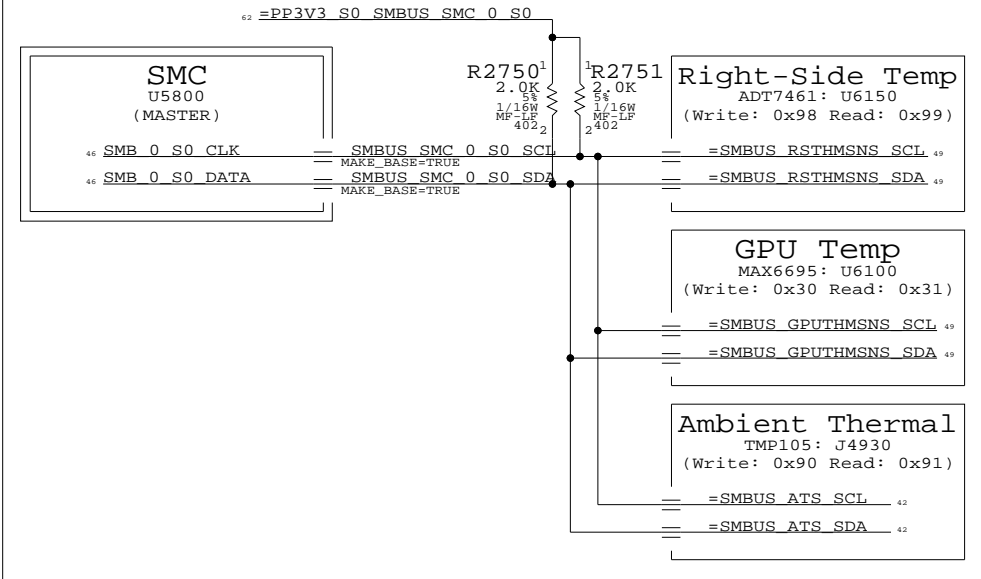 62 =PP3V3_S0_SMBUS_SMC_0_S0
SMC
U5800
(MASTER)
46 SMB_0_S0_CLK
46 SMB_0_S0_DATA
SMBUS_SMC_0_S0_SCL
MAKE_BASE=TRUE
SMBUS_SMC_0_S0_SDA
MAKE_BASE=TRUE
R2750 1
2.0K
5%
1/16W
MF-LF
402 2
1 R2751
2.0K
5%
1/16W
MF-LF
2 402
Right-Side Temp
ADT7461: U6150
(Write: 0x98 Read: 0x99)
=SMBUS_RSTHMSNS_SCL 49
=SMBUS_RSTHMSNS_SDA 49
GPU Temp
MAX6695: U6100
(Write: 0x30 Read: 0x31)
=SMBUS_GPUTHMSNS_SCL 49
=SMBUS_GPUTHMSNS_SDA 49
Ambient Thermal
TMP105: J4930
(Write: 0x90 Read: 0x91)
=SMBUS_ATS_SCL 42
=SMBUS_ATS_SDA 42